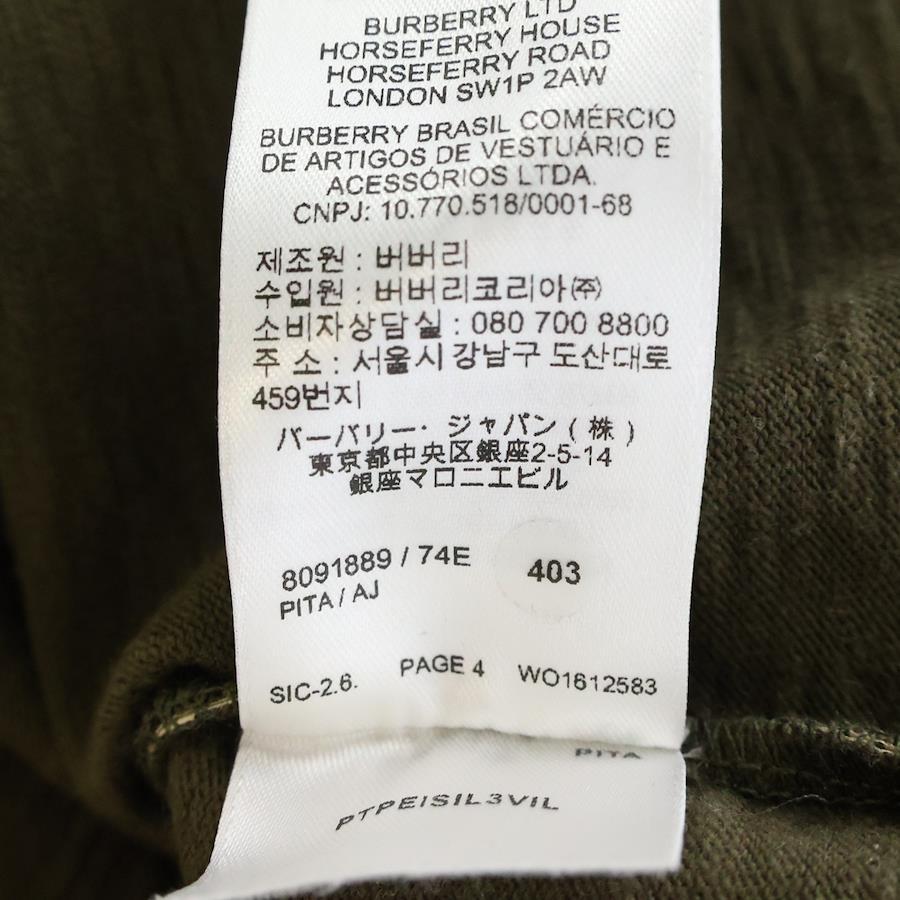 BURBERRY LTD
HORSEFERRY HOUSE
HORSEFERRY ROAD
LONDON SW1P 2AW
BURBERRY BRASIL COMÉRCIO
DE ARTIGOS DE VESTUÁRIO E
ACESSÓRIOS LTDA.
CNPJ: 10.770.518/0001-68
제조원 : 버버리
수입원 : 버버리코리아㈜
소비자상담실 : 080 700 8800
주 소 : 서울시 강남구 도산대로
459번지
バーバリー・ジャパン(株)
東京都中央区銀座2-5-14
銀座マロニエビル
8091889 / 74E
403
PITA / AJ
SIC-2.6. PAGE 4 WO1612583
PITA
PTPEISIL3VIL